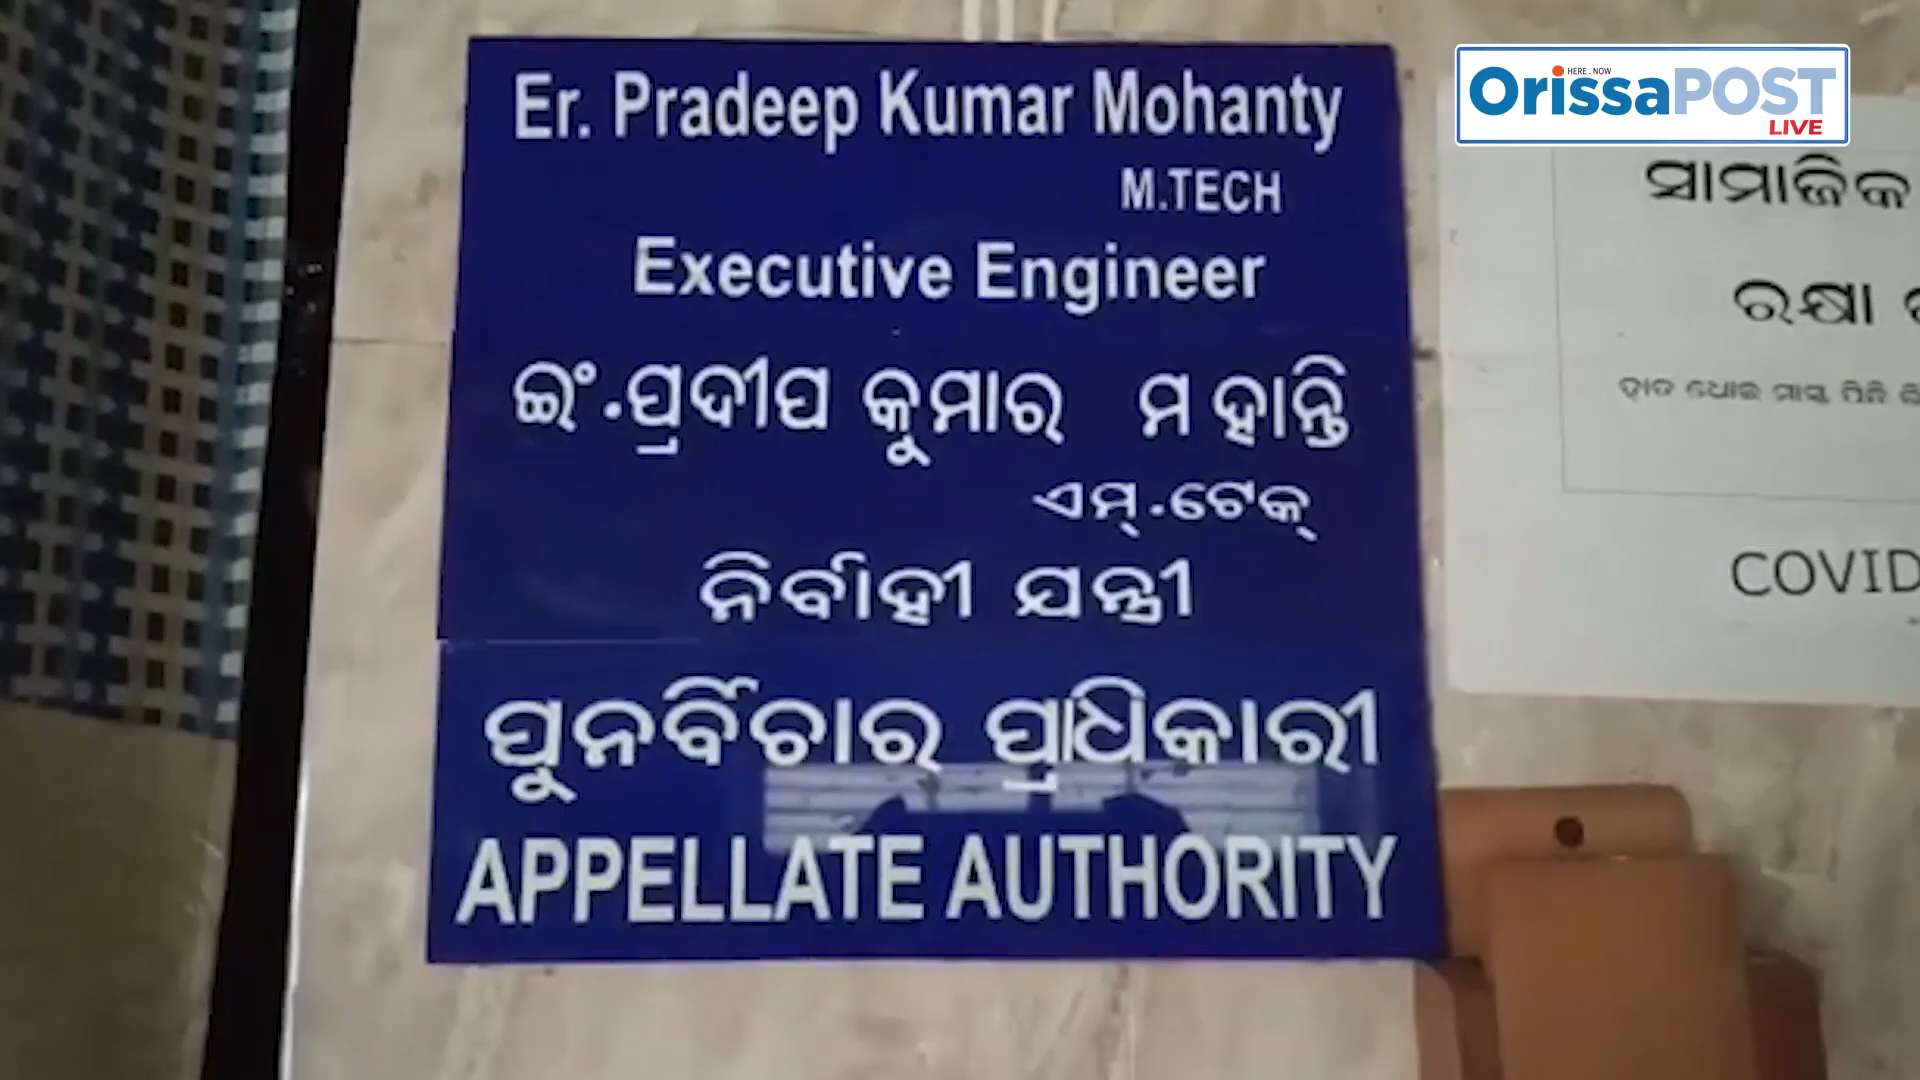 Er. Pradeep Kumar Mohanty
M.TECH
Executive Engineer
ଇଂ.ପ୍ରଦୀପ କୁମାର ମହାନ୍ତି
ଏମ୍.ଟେକ୍
ନିର୍ବାହୀ ଯନ୍ତ୍ରୀ
ପୁନର୍ବିଚାର ପ୍ରାଧିକାରୀ
APPELLATE AUTHORITY
HERE . NOW
OrissaPOST
LIVE
ସାମାଜିକ
ରକ୍ଷା
ହାତ ଧୋଇ ମାସ୍କ ପିନ୍ଧି
COVID